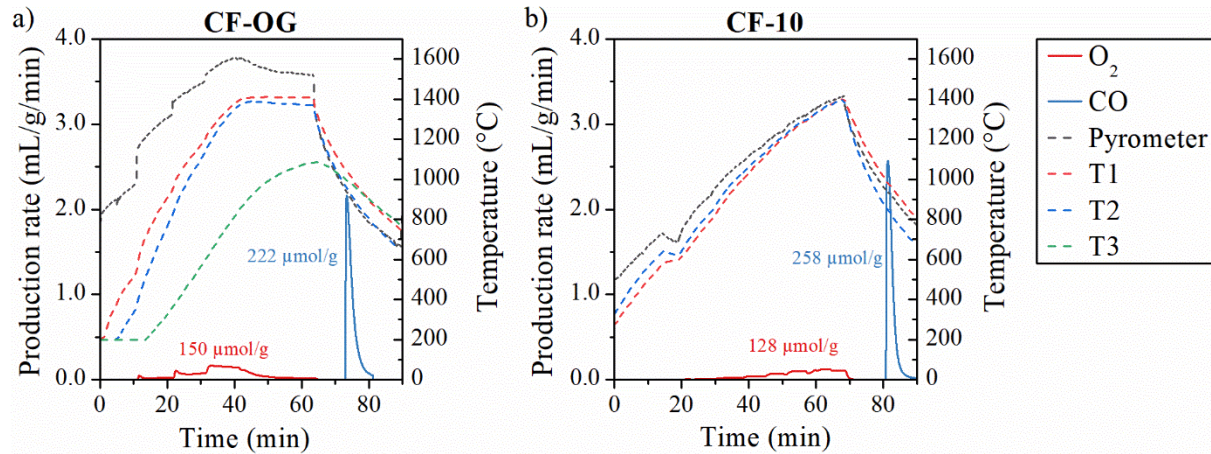 a)
CF-OG
Production rate (mL/g/min)
4.0
3.0
2.0
1.0
0.0
222 µmol/g
150 µmol/g
1600
1400
1200
1000
800
600
400
200
0
Temperature (°C)
0
20
40
60
80
Time (min)
b)
CF-10
Production rate (mL/g/min)
4.0
3.0
2.0
1.0
0.0
258 µmol/g
128 µmol/g
1600
1400
1200
1000
800
600
400
200
0
Temperature (°C)
0
20
40
60
80
Time (min)
O₂
CO
Pyrometer
T1
T2
T3